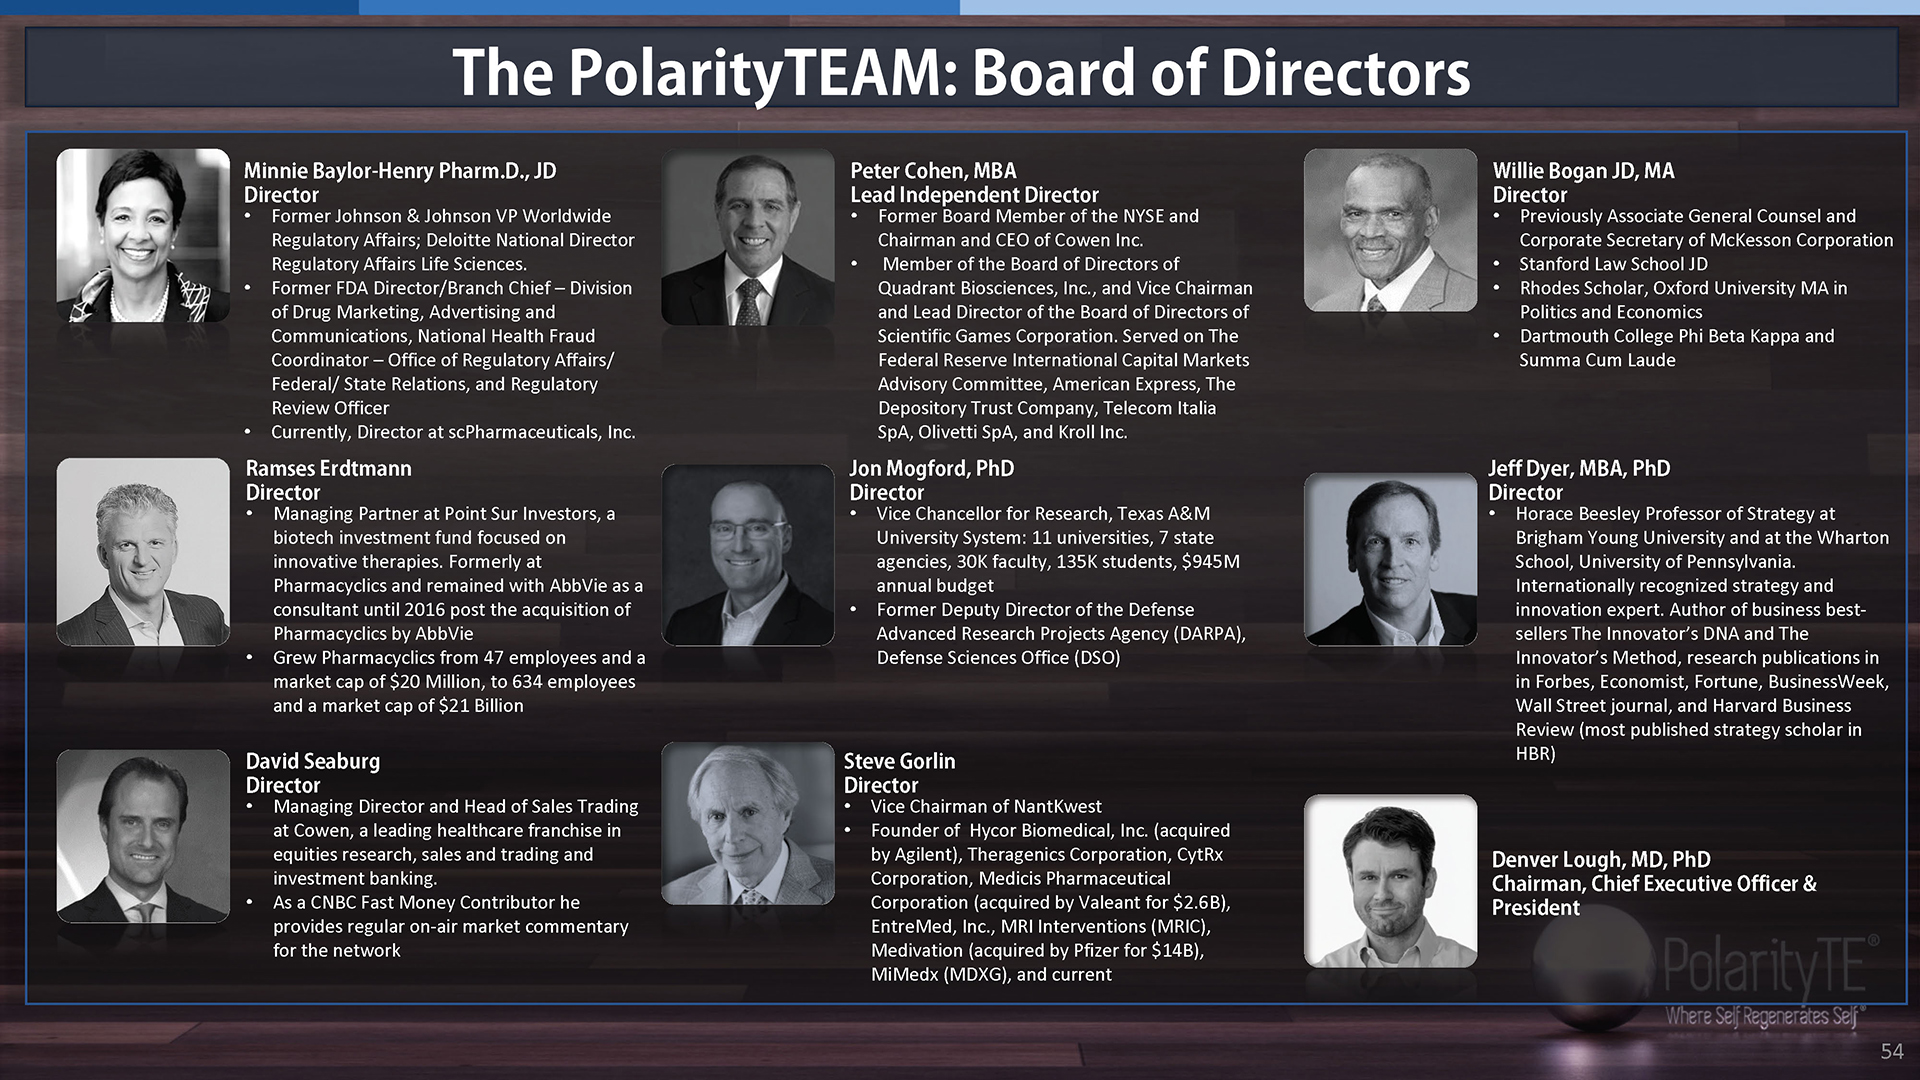 The PolarityTEAM: Board of Directors
Minnie Baylor-Henry Pharm.D., JD
Director
• Former Johnson & Johnson VP Worldwide
Regulatory Affairs; Deloitte National Director
Regulatory Affairs Life Sciences.
• Former FDA Director/Branch Chief – Division
of Drug Marketing, Advertising and
Communications, National Health Fraud
Coordinator – Office of Regulatory Affairs/
Federal/ State Relations, and Regulatory
Review Officer
• Currently, Director at scPharmaceuticals, Inc.
Peter Cohen, MBA
Lead Independent Director
• Former Board Member of the NYSE and
Chairman and CEO of Cowen Inc.
• Member of the Board of Directors of
Quadrant Biosciences, Inc., and Vice Chairman
and Lead Director of the Board of Directors of
Scientific Games Corporation. Served on The
Federal Reserve International Capital Markets
Advisory Committee, American Express, The
Depository Trust Company, Telecom Italia
SpA, Olivetti SpA, and Kroll Inc.
Willie Bogan JD, MA
Director
• Previously Associate General Counsel and
Corporate Secretary of McKesson Corporation
• Stanford Law School JD
• Rhodes Scholar, Oxford University MA in
Politics and Economics
• Dartmouth College Phi Beta Kappa and
Summa Cum Laude
Ramses Erdtmann
Director
• Managing Partner at Point Sur Investors, a
biotech investment fund focused on
innovative therapies. Formerly at
Pharmacyclics and remained with AbbVie as a
consultant until 2016 post the acquisition of
Pharmacyclics by AbbVie
• Grew Pharmacyclics from 47 employees and a
market cap of $20 Million, to 634 employees
and a market cap of $21 Billion
Jon Mogford, PhD
Director
• Vice Chancellor for Research, Texas A&M
University System: 11 universities, 7 state
agencies, 30K faculty, 135K students, $945M
annual budget
• Former Deputy Director of the Defense
Advanced Research Projects Agency (DARPA),
Defense Sciences Office (DSO)
Jeff Dyer, MBA, PhD
Director
• Horace Beesley Professor of Strategy at
Brigham Young University and at the Wharton
School, University of Pennsylvania.
Internationally recognized strategy and
innovation expert. Author of business best-
sellers The Innovator's DNA and The
Innovator's Method, research publications in
in Forbes, Economist, Fortune, BusinessWeek,
Wall Street journal, and Harvard Business
Review (most published strategy scholar in
HBR)
David Seaburg
Director
• Managing Director and Head of Sales Trading
at Cowen, a leading healthcare franchise in
equities research, sales and trading and
investment banking.
• As a CNBC Fast Money Contributor he
provides regular on-air market commentary
for the network
Steve Gorlin
Director
• Vice Chairman of NantKwest
• Founder of Hycor Biomedical, Inc. (acquired
by Agilent), Theragenics Corporation, CytRx
Corporation, Medicis Pharmaceutical
Corporation (acquired by Valeant for $2.6B),
EntreMed, Inc., MRI Interventions (MRIC),
Medivation (acquired by Pfizer for $14B),
MiMedx (MDXG), and current
Denver Lough, MD, PhD
Chairman, Chief Executive Officer &
President
PolarityTE®
Where Self Regenerates Self®
54